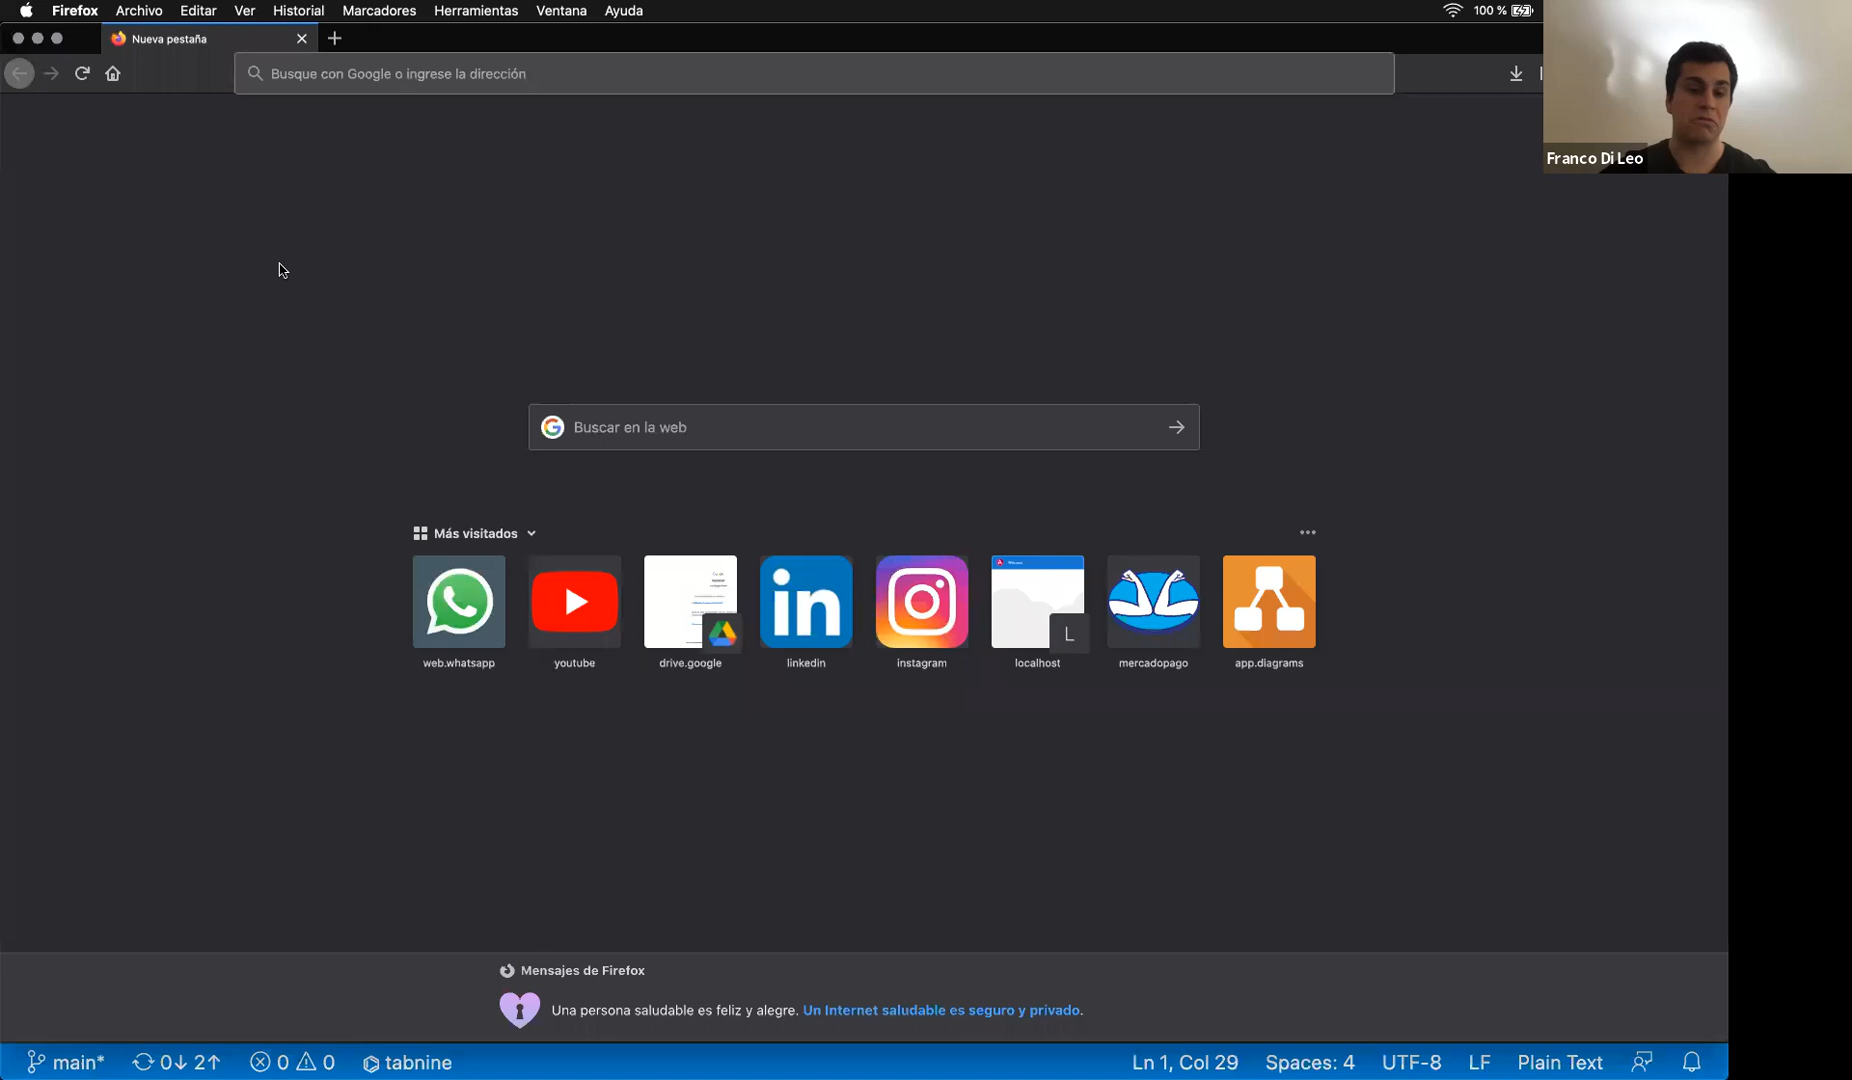 Firefox Archivo Editar Ver Historial Marcadores Herramientas Ventana Ayuda 100 %
Nueva pestaña
Busque con Google o ingrese la dirección
Franco Di Leo
Buscar en la web
Más visitados
L
web.whatsapp youtube drive.google linkedin instagram localhost mercadopago app.diagrams
Mensajes de Firefox
Una persona saludable es feliz y alegre. Un Internet saludable es seguro y privado.
main* 0↓ 2↑ 0 0 tabnine Ln 1, Col 29 Spaces: 4 UTF-8 LF Plain Text